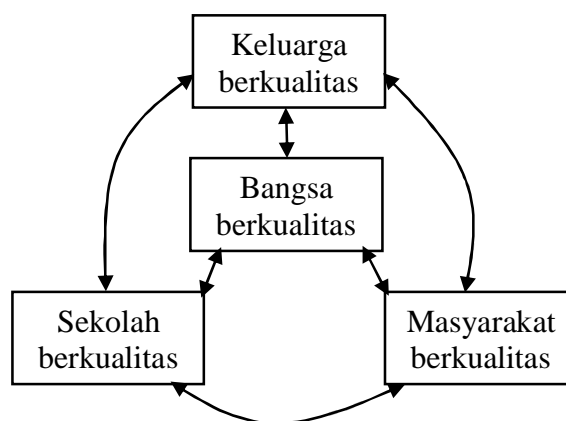 Keluarga
berkualitas
Bangsa
berkualitas
Sekolah
berkualitas
Masyarakat
berkualitas